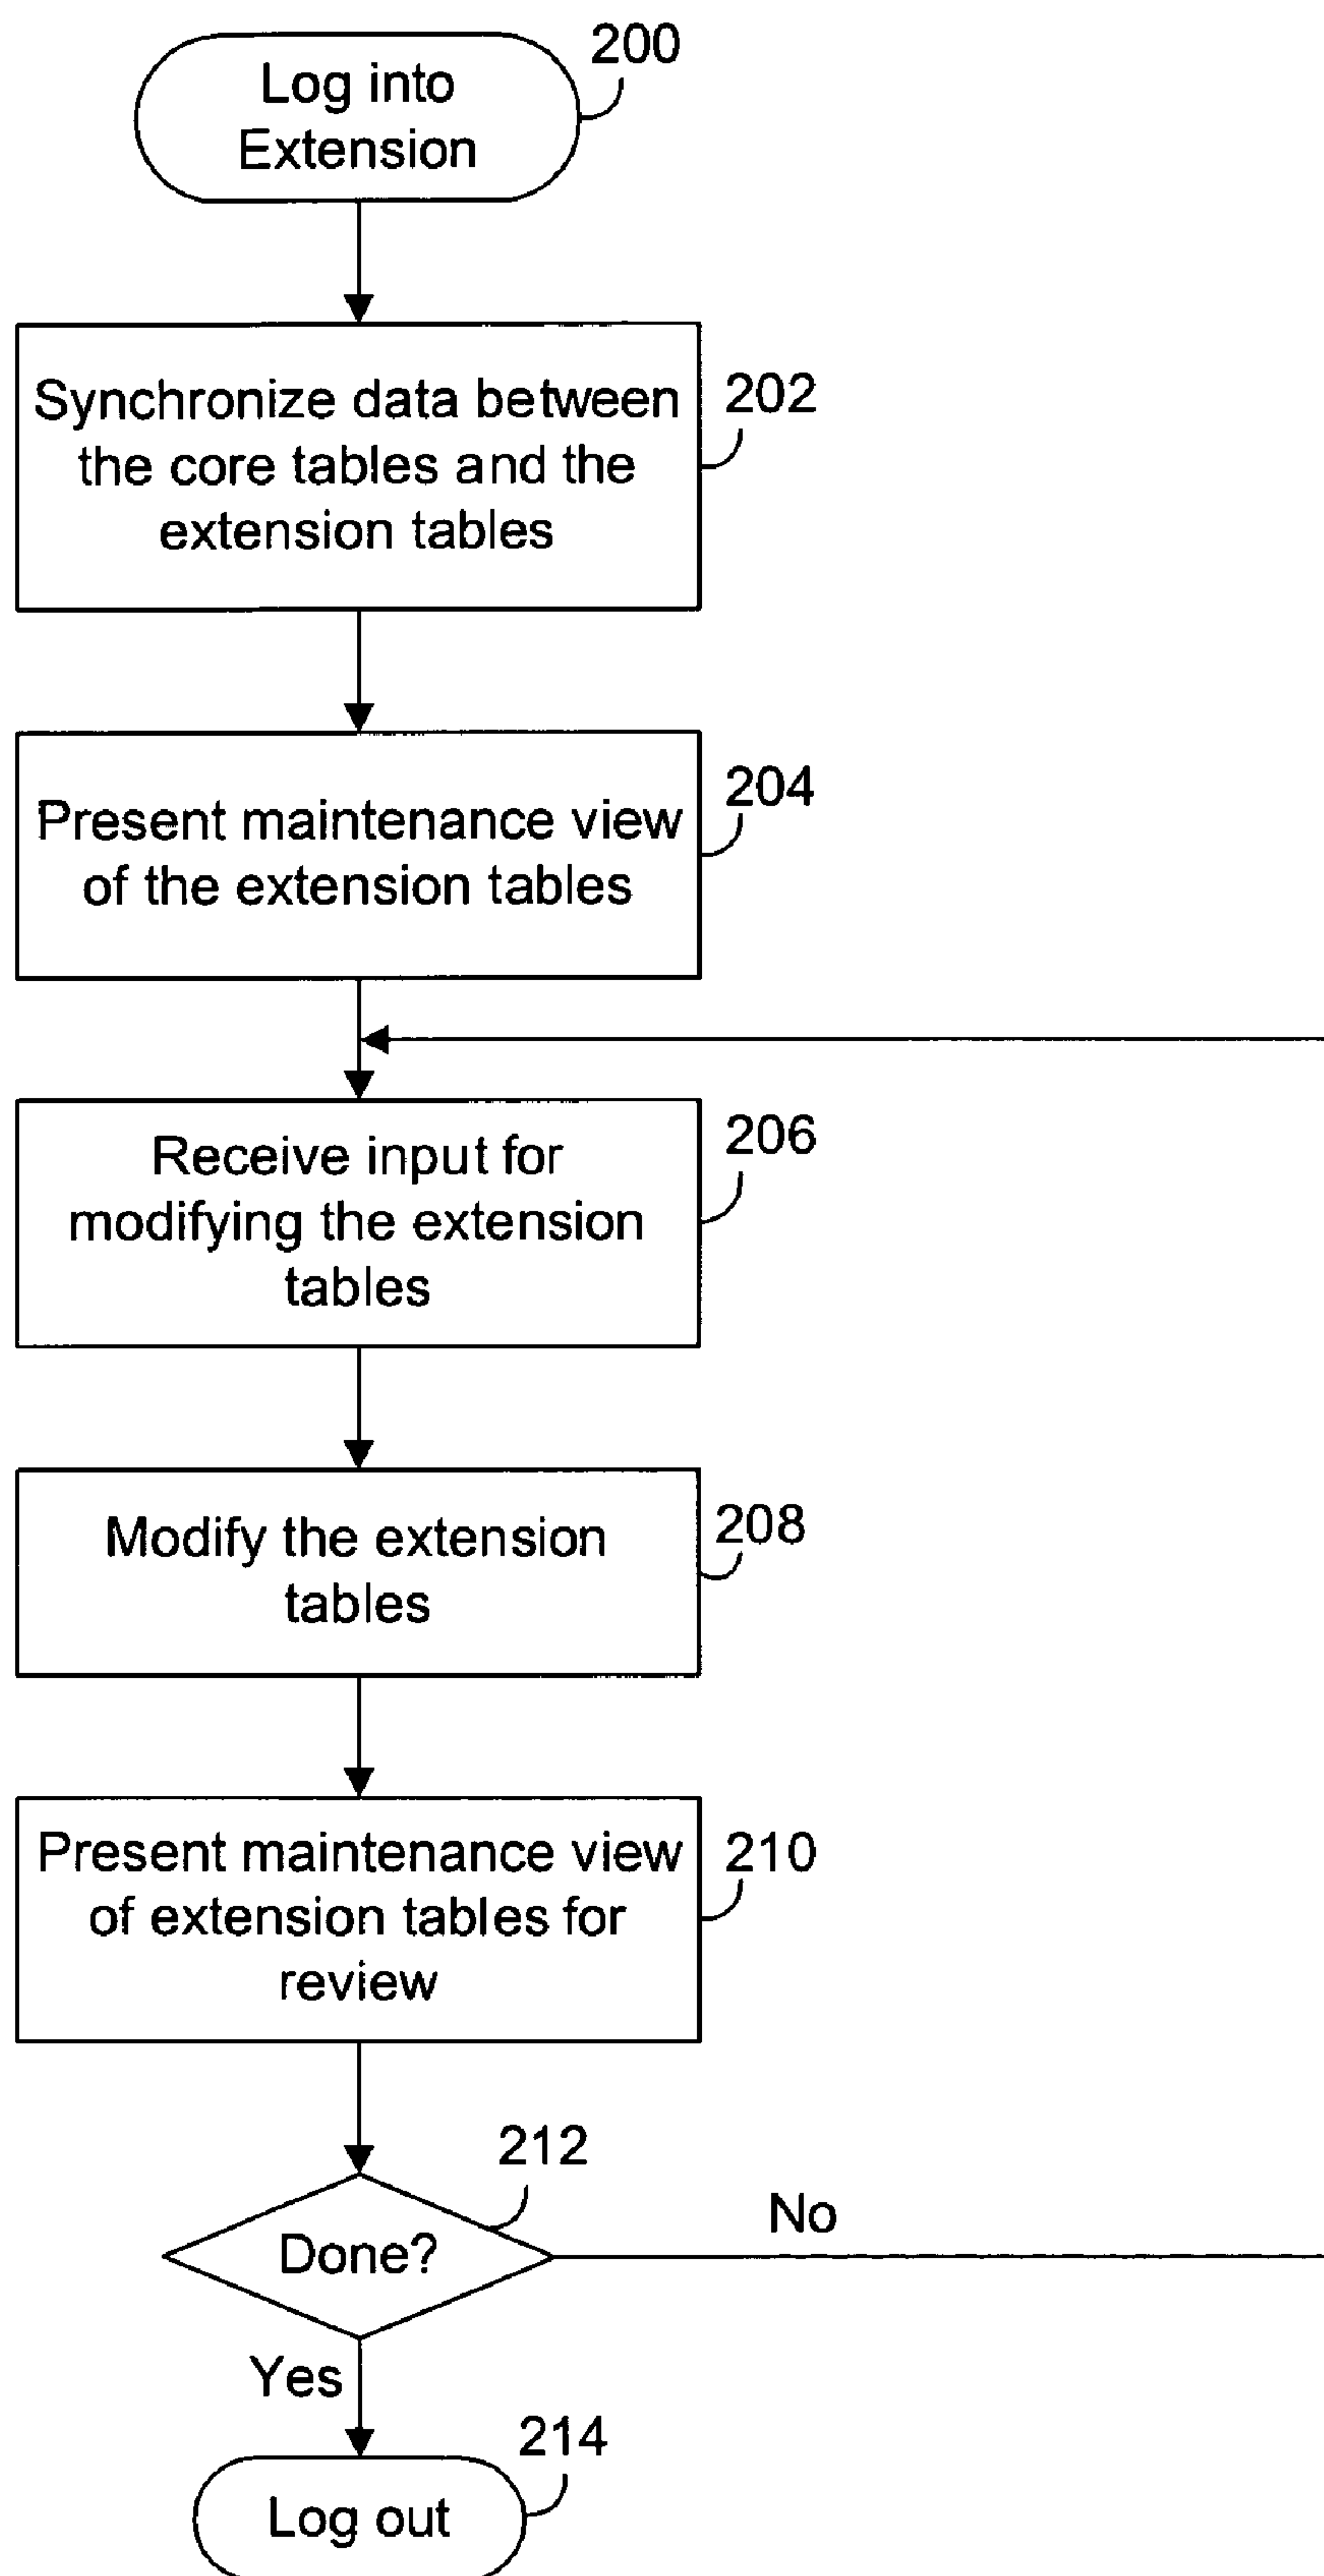 200
Log into
Extension
202
Synchronize data between
the core tables and the
extension tables
204
Present maintenance view
of the extension tables
206
Receive input for
modifying the extension
tables
208
Modify the extension
tables
210
Present maintenance view
of extension tables for
review
212
Done?
No
Yes
214
Log out